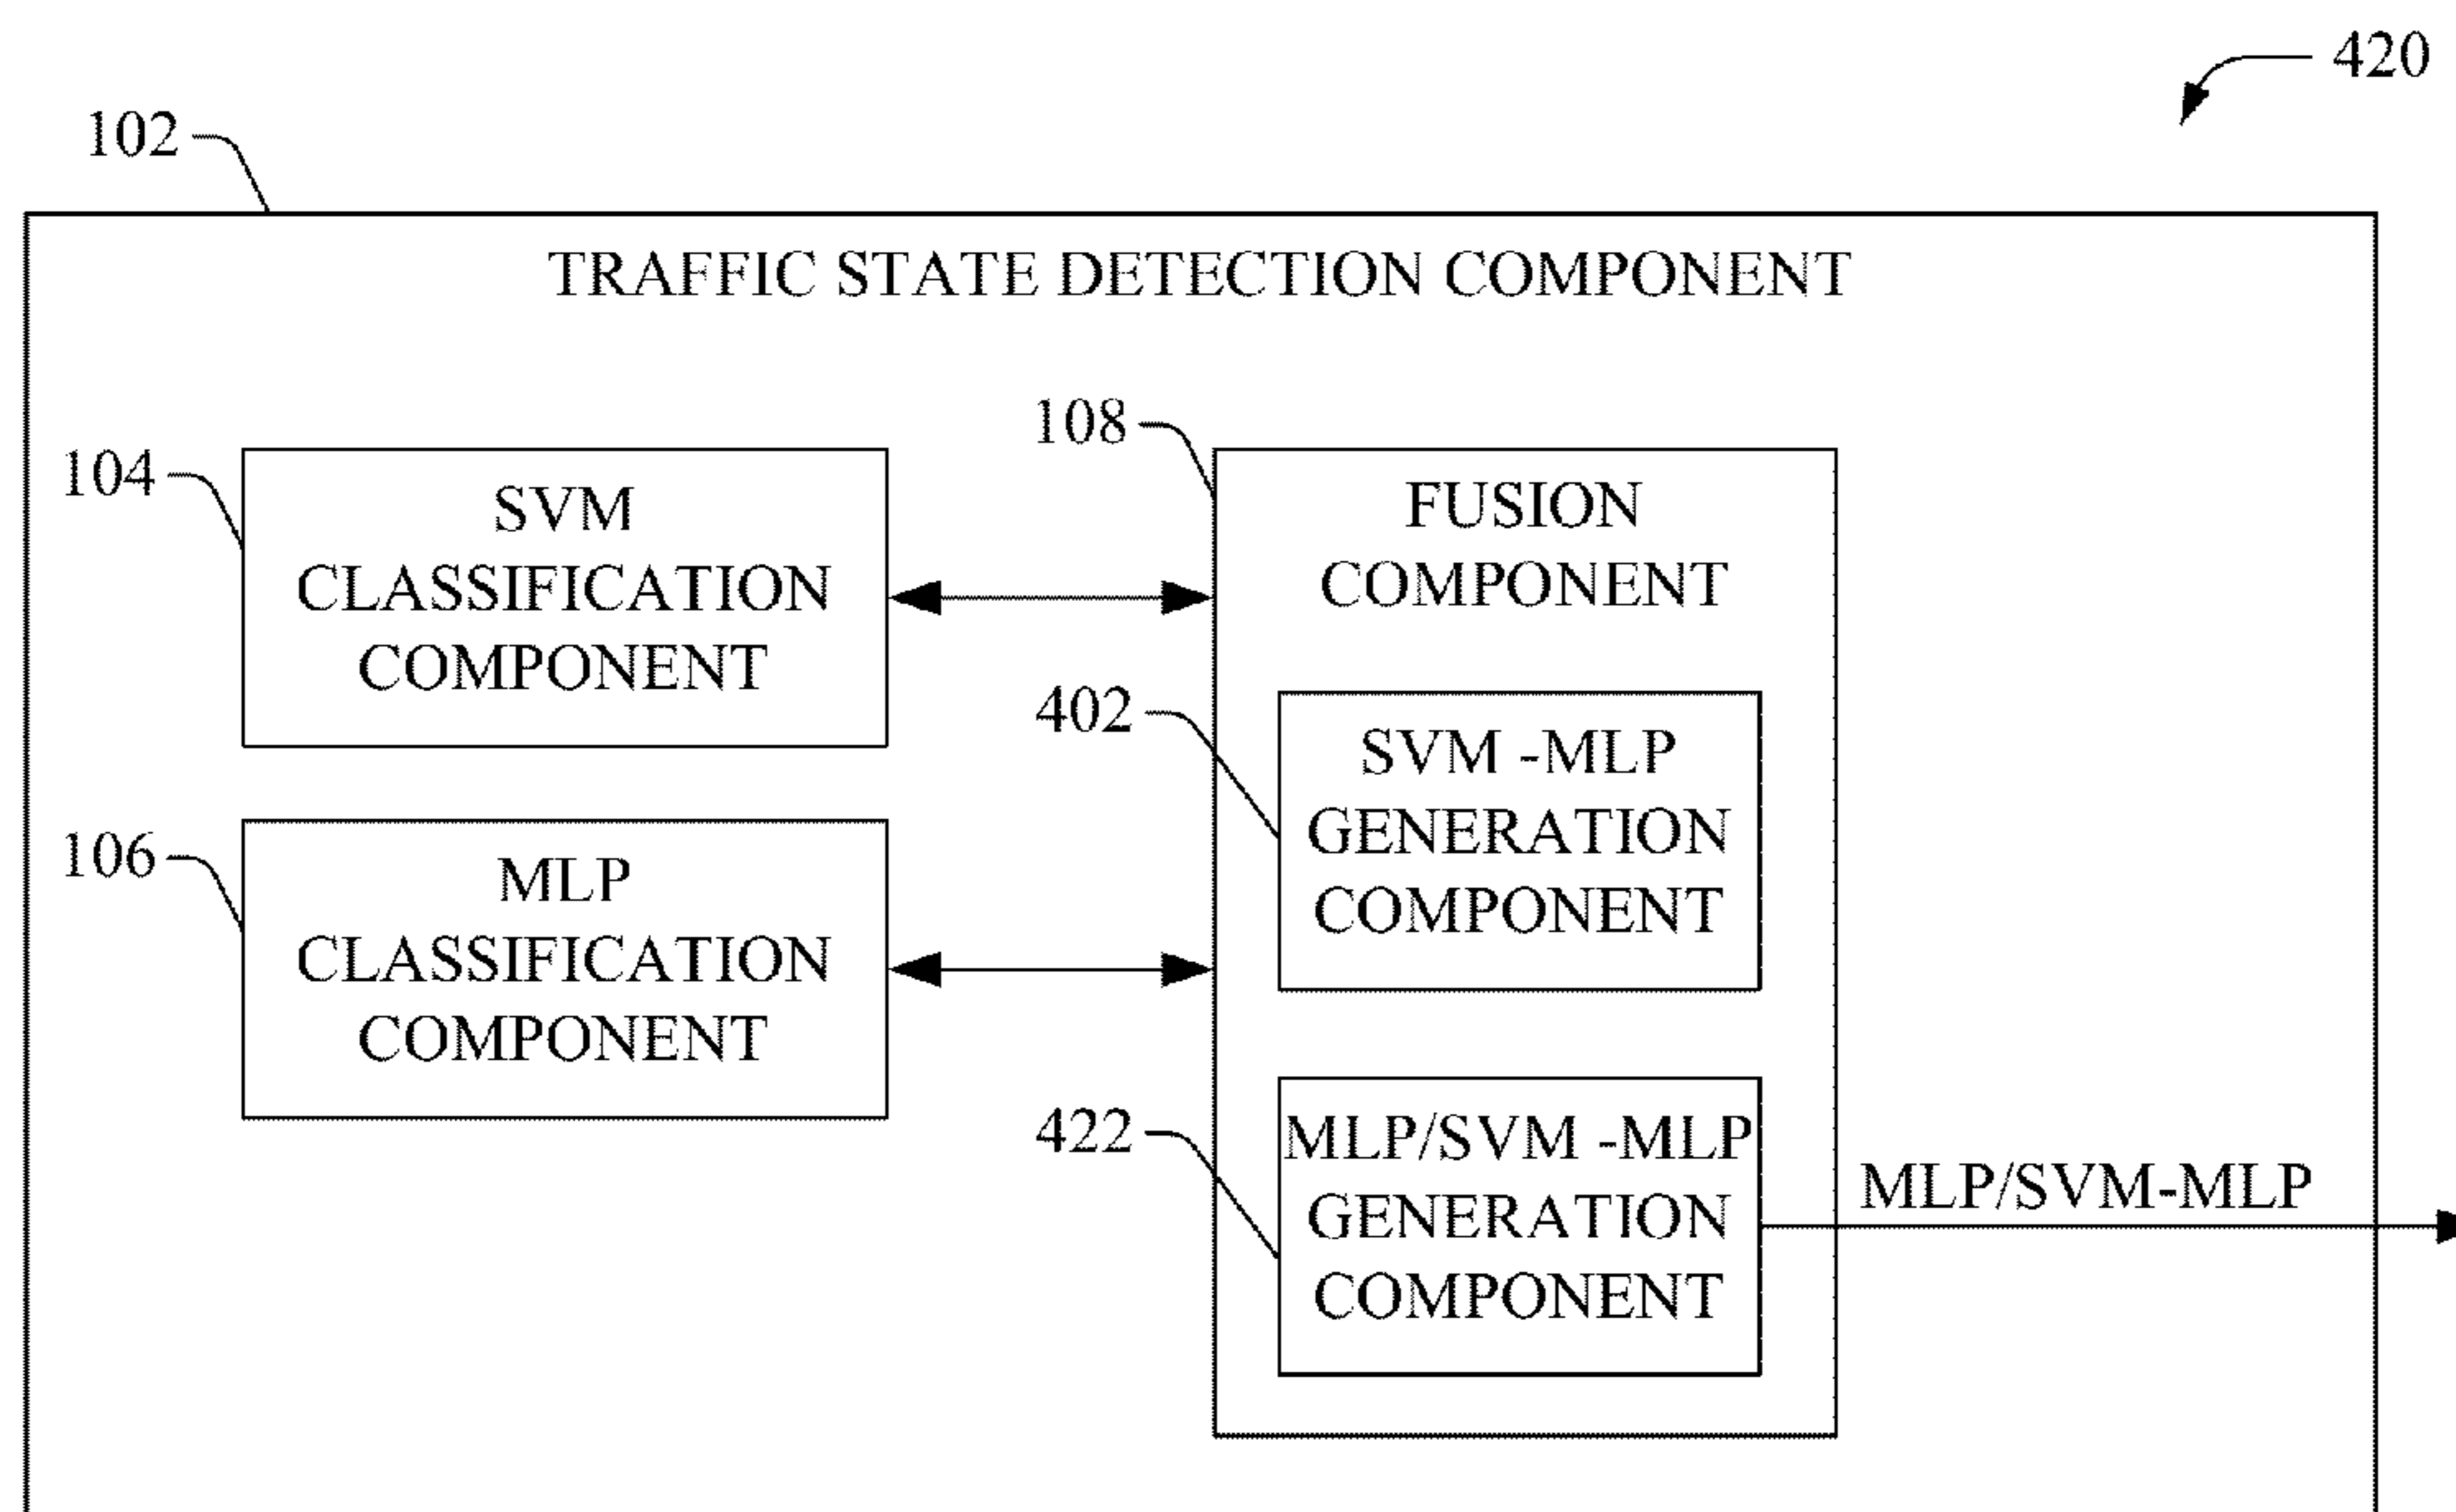 420
102
TRAFFIC STATE DETECTION COMPONENT
104
SVM
CLASSIFICATION
COMPONENT
106
MLP
CLASSIFICATION
COMPONENT
108
FUSION
COMPONENT
402
SVM -MLP
GENERATION
COMPONENT
422
MLP/SVM -MLP
GENERATION
COMPONENT
MLP/SVM-MLP